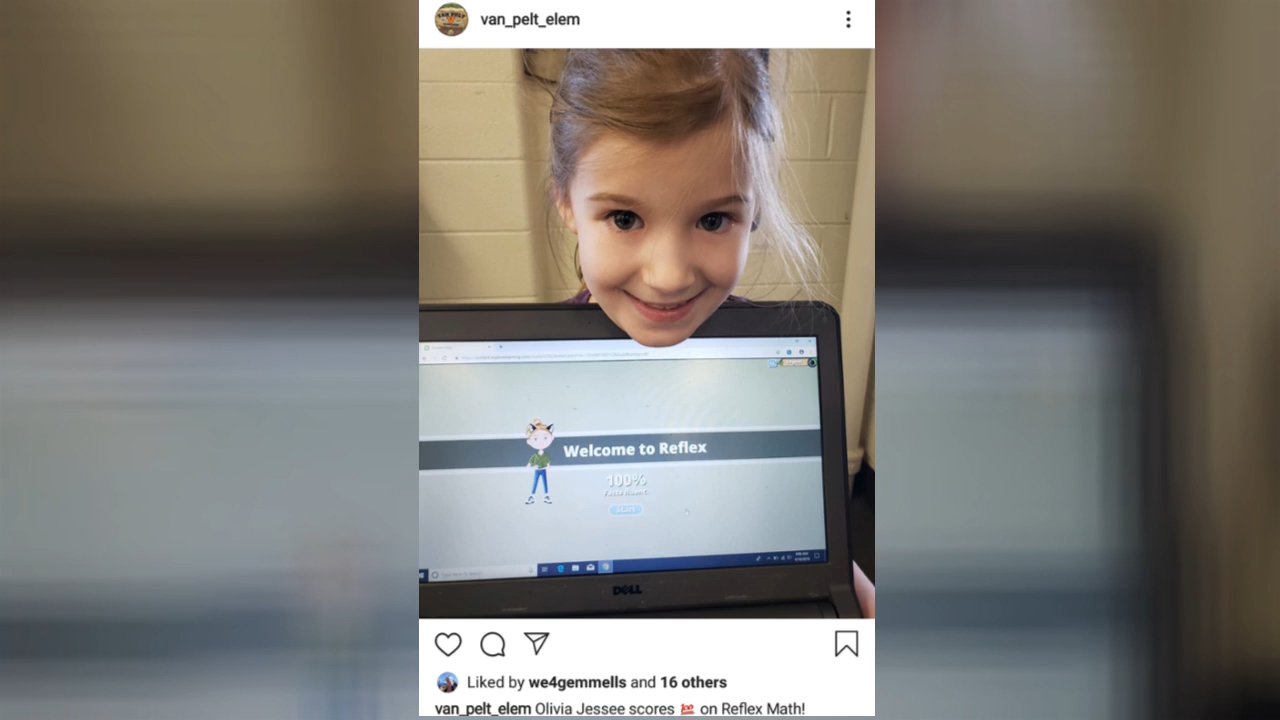 van_pelt_elem
Welcome to Reflex
100%
Start
DELL
Liked by we4gemmells and 16 others
van_pelt_elem Olivia Jessee scores 💯 on Reflex Math!